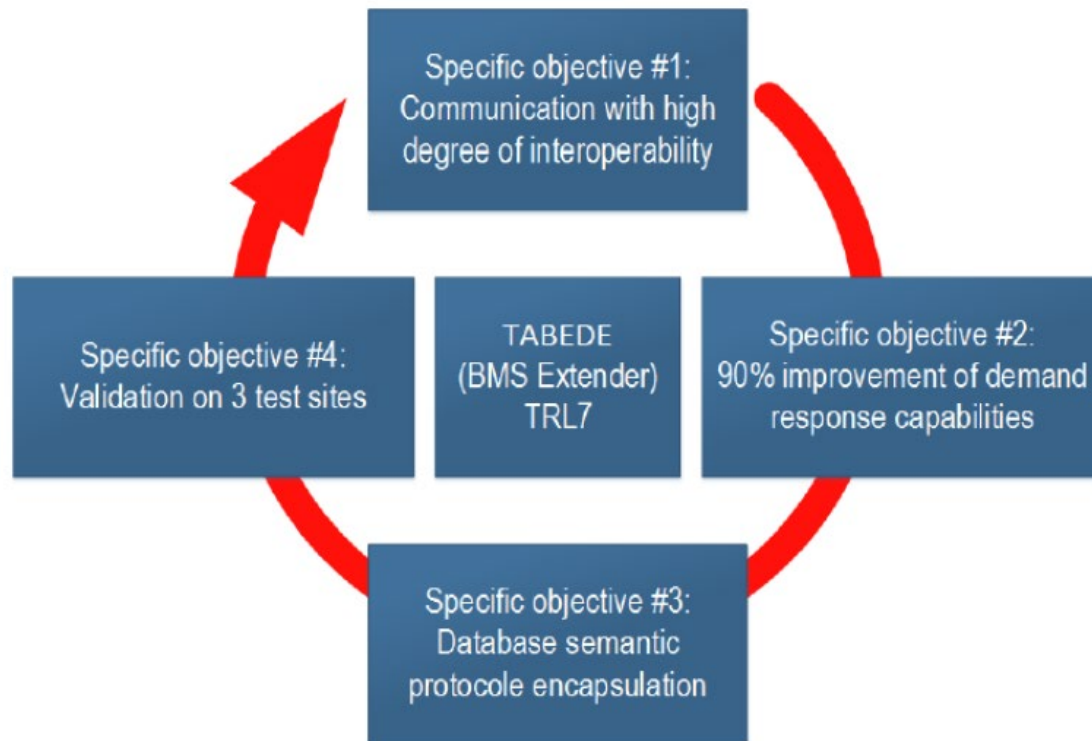 Specific objective #1:
Communication with high
degree of interoperability
Specific objective #4:
Validation on 3 test sites
TABEDE
(BMS Extender)
TRL7
Specific objective #2:
90% improvement of demand
response capabilities
Specific objective #3:
Database semantic
protocole encapsulation